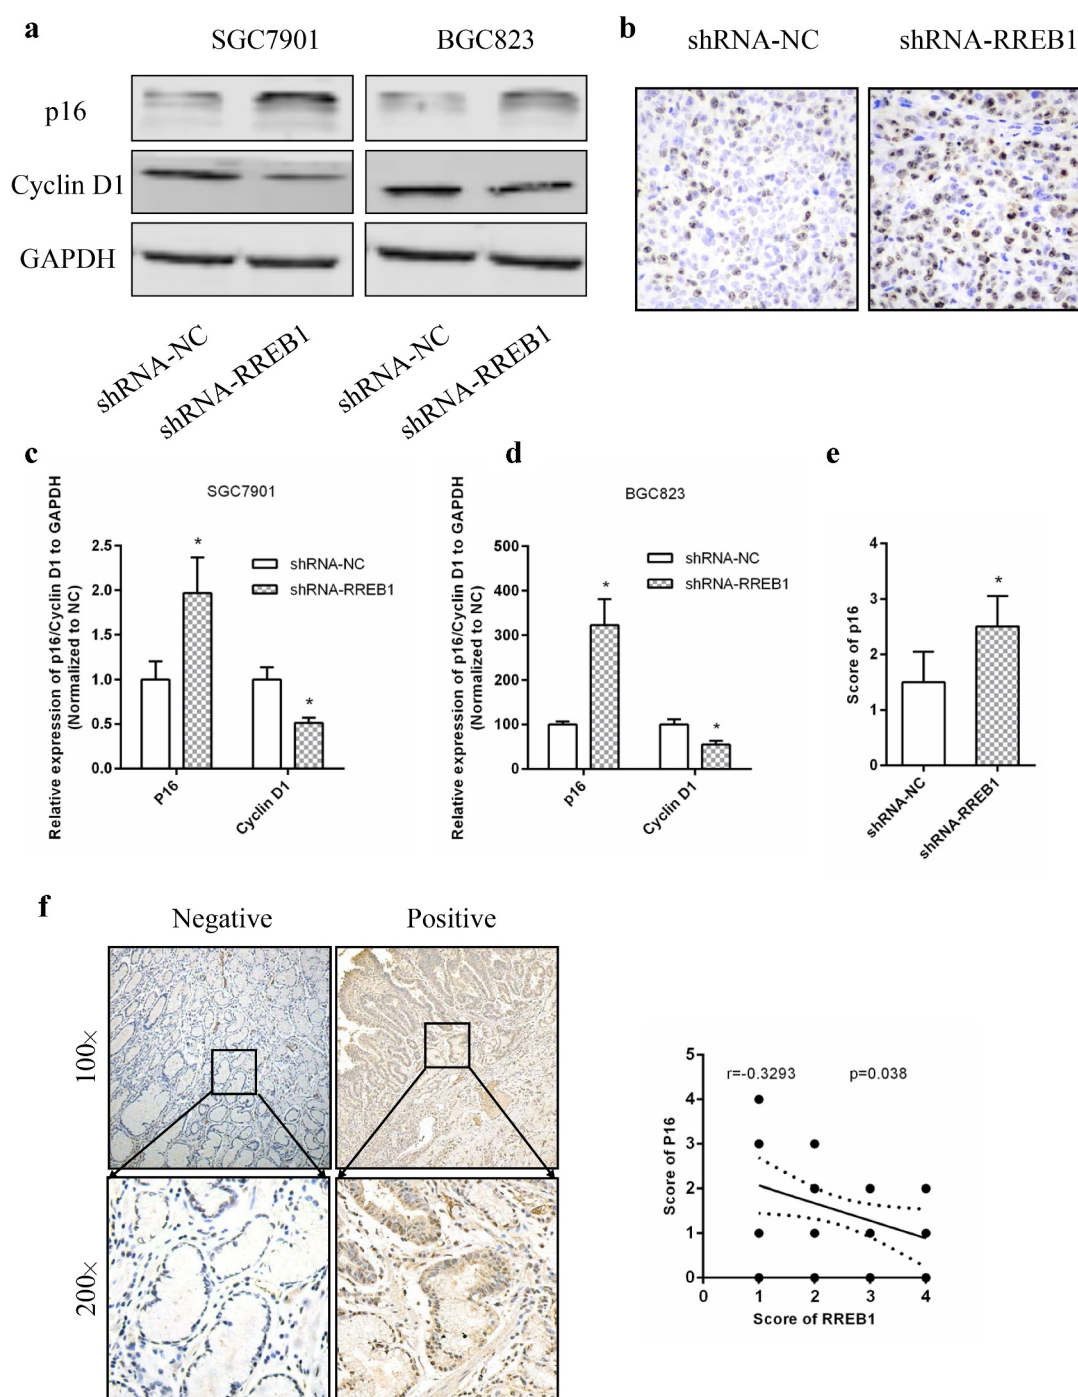 a
SGC7901
BGC823
p16
Cyclin D1
GAPDH
shRNA-NC
shRNA-RREB1
shRNA-NC
shRNA-RREB1
b
shRNA-NC
shRNA-RREB1
c
SGC7901
Relative expression of p16/Cyclin D1 to GAPDH
(Normalized to NC)
2.5
2.0
1.5
1.0
0.5
0.0
*
*
shRNA-NC
shRNA-RREB1
P16
Cyclin D1
d
BGC823
Relative expression of p16/Cyclin D1 to GAPDH
(Normalized to NC)
500
400
300
200
100
0
*
*
shRNA-NC
shRNA-RREB1
p16
Cyclin D1
e
Score of p16
4
3
2
1
0
*
shRNA-NC
shRNA-RREB1
f
Negative
Positive
100×
200×
r=-0.3293
p=0.038
Score of P16
5
4
3
2
1
0
0
1
2
3
4
Score of RREB1